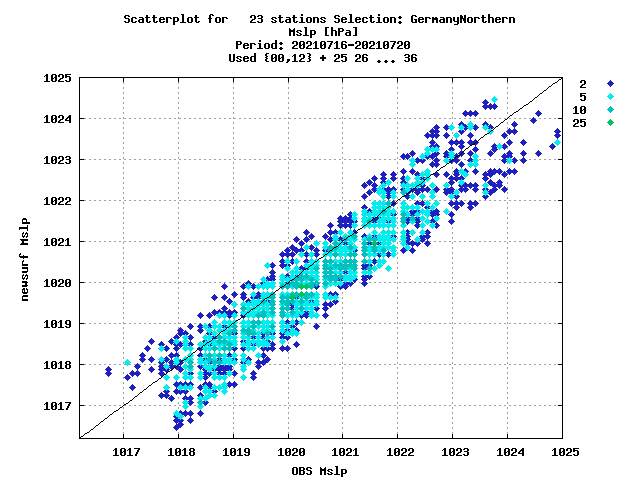 Scatterplot for   23 stations Selection: GermanyNorthern
Mslp [hPa]
Period: 20210716-20210720
Used {00,12} + 25 26 ... 36
2
5
10
25
1025
1024
1023
1022
1021
1020
1019
1018
1017
newsurf Mslp
1017 1018 1019 1020 1021 1022 1023 1024 1025
OBS Mslp